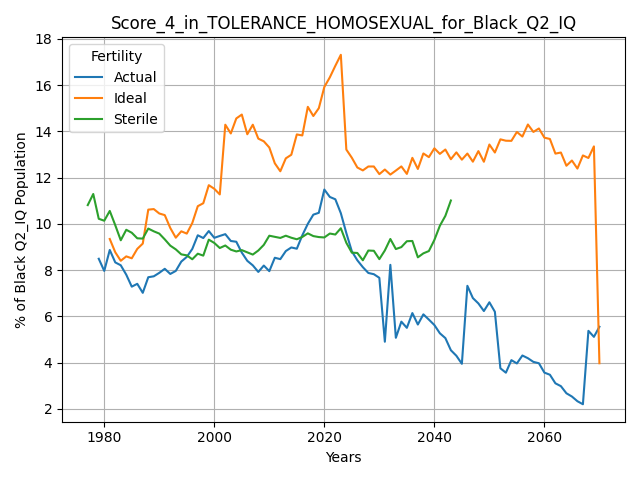 Score_4_in_TOLERANCE_HOMOSEXUAL_for_Black_Q2_IQ
18
16
14
12
10
8
6
4
2
% of Black Q2_IQ Population
Fertility
Actual
Ideal
Sterile
1980 2000 2020 2040 2060
Years